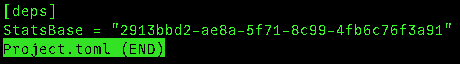 [deps]
StatsBase = "2913bbd2-ae8a-5f71-8c99-4fb6c76f3a91"
Project.toml (END)